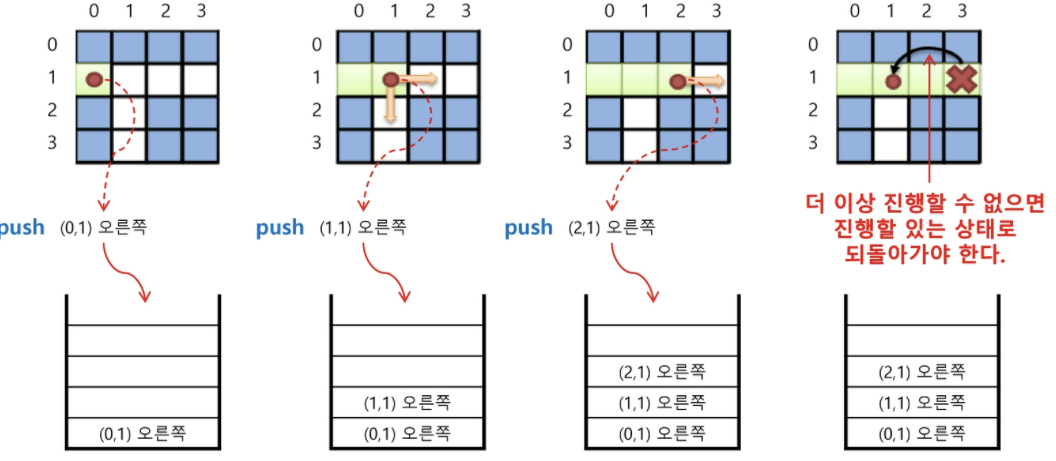 0 1 2 3
0
1
2
3
push (0,1) 오른쪽
(0,1) 오른쪽
0 1 2 3
0
1
2
3
push (1,1) 오른쪽
(1,1) 오른쪽
(0,1) 오른쪽
0 1 2 3
0
1
2
3
push (2,1) 오른쪽
(2,1) 오른쪽
(1,1) 오른쪽
(0,1) 오른쪽
0 1 2 3
0
1
2
3
더 이상 진행할 수 없으면
진행할 있는 상태로
되돌아가야 한다.
(2,1) 오른쪽
(1,1) 오른쪽
(0,1) 오른쪽